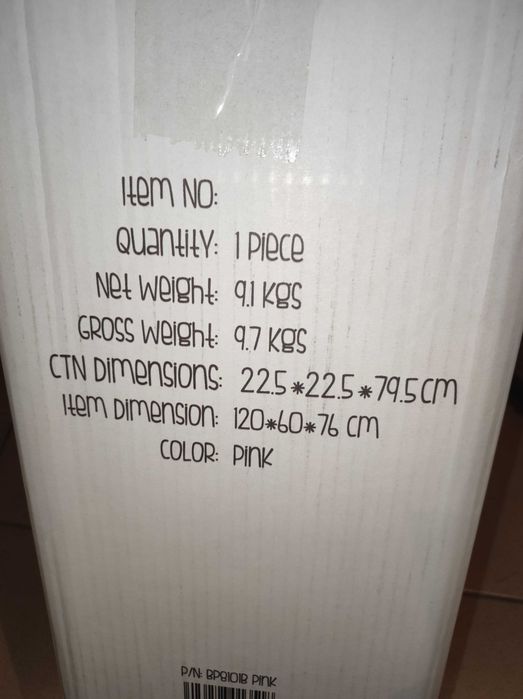 Item NO:
Quantity: 1 Piece
Net Weight: 9.1 KGS
GROSS Weight: 9.7 KGS
CTN Dimensions: 22.5*22.5*79.5CM
Item Dimension: 120*60*76 CM
COLOR: PINK
P/N: BP8101B PINK